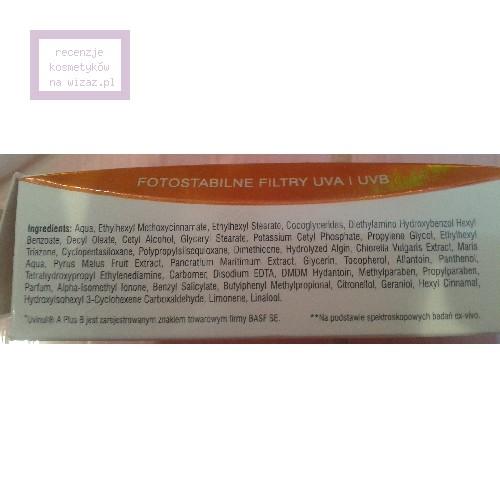 recenzje
kosmetyków
na wizaz.pl
FOTOSTABILNE FILTRY UVA I UVB
Ingredients: Aqua, Ethylhexyl Methoxycinnamate, Ethylhexyl Stearate, Cocoglycerides, Diethylamino Hydroxybenzol Hexyl
Benzoate, Decyl Oleate, Cetyl Alcohol, Glyceryl Stearate, Potassium Cetyl Phosphate, Propylene Glycol, Ethylhexyl
Triazone, Cyclopentasiloxane, Polypropylsilsquioxane, Dimethicone, Hydrolyzed Algin, Chlorella Vulgaris Extract, Maris
Aqua, Pyrus Malus Fruit Extract, Pancratium Maritimum Extract, Glycerin, Tocopherol, Allantoin, Panthenol,
Tetrahydroxypropyl Ethylenediamine, Carbomer, Disodium EDTA, DMDM Hydantoin, Methylparaben, Propylparaben,
Parfum, Alpha-Isomethyl Ionone, Benzyl Salicylate, Butylphenyl Methylpropional, Citronellol, Geraniol, Hexyl Cinnamal,
Hydroxyisohexyl 3-Cyclohexene Carboxaldehyde, Limonene, Linalool.
*Uvinul® A Plus B jest zarejestrowanym znakiem towarowym firmy BASF SE.
**Na podstawie spektroskopowych badań ex-vivo.